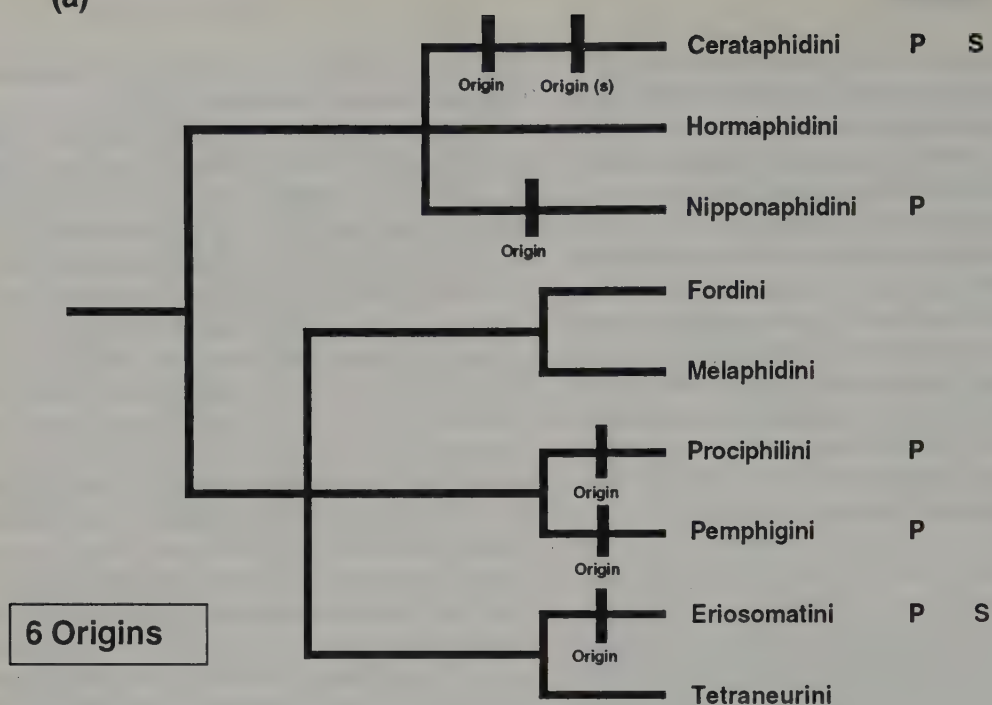 (a)
Cerataphidini P S
Origin Origin (s)
Hormaphidini
Nipponaphidini P
Origin
Fordini
Melaphidini
Prociphilini P
Origin
Pemphigini P
Origin
6 Origins
Eriosomatini P S
Origin
Tetraneurini